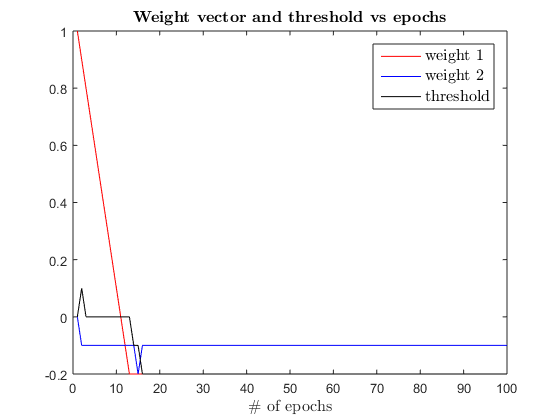 Weight vector and threshold vs epochs
weight 1
weight 2
threshold
1
0.8
0.6
0.4
0.2
0
-0.2
0 10 20 30 40 50 60 70 80 90 100
# of epochs